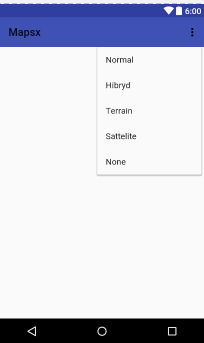 6:00
Mapsx
Normal
Hibryd
Terrain
Sattelite
None